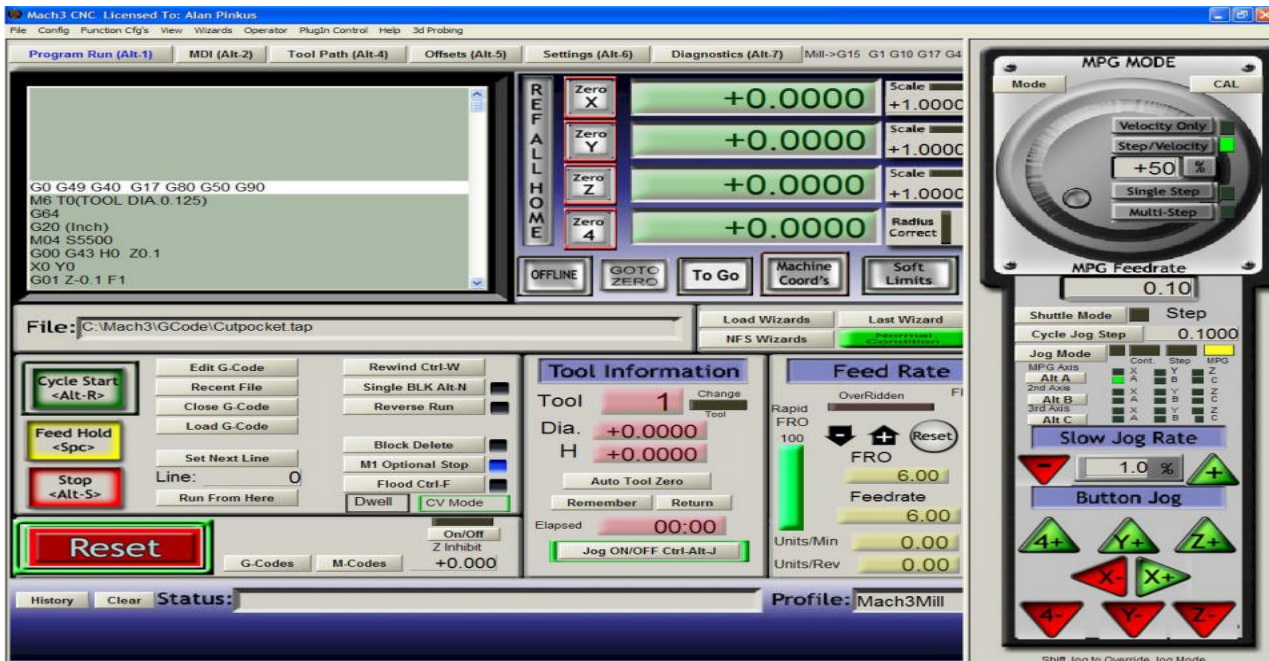 Mach3 CNC Licensed To: Alan Pinkus
File Config Function Cfg's View Wizards Operator PlugIn Control Help 3d Probing
Program Run (Alt-1) MDI (Alt-2) Tool Path (Alt-4) Offsets (Alt-5) Settings (Alt-6) Diagnostics (Alt-7) Mill->G15 G1 G10 G17 G4
G0 G49 G40 G17 G80 G50 G90
M6 T0(TOOL DIA.0.125)
G64
G20 (Inch)
M04 S5500
G00 G43 H0 Z0.1
X0 Y0
G01 Z-0.1 F1
REF ALL HOME
Zero X +0.0000 Scale +1.0000
Zero Y +0.0000 Scale +1.0000
Zero Z +0.0000 Scale +1.0000
Zero 4 +0.0000 Radius Correct
OFFLINE GOTO ZERO To Go Machine Coord's Soft Limits
File: C:\Mach3\GCode\Cutpocket.tap
Load Wizards Last Wizard
NFS Wizards Normal Condition
Cycle Start <Alt-R>
Feed Hold <Spc>
Stop <Alt-S>
Edit G-Code
Recent File
Close G-Code
Load G-Code
Set Next Line
Line: 0
Run From Here
Rewind Ctrl-W
Single BLK Alt-N
Reverse Run
Block Delete
M1 Optional Stop
Flood Ctrl-F
Dwell CV Mode
Reset
G-Codes M-Codes
On/Off
Z Inhibit
+0.000
Tool Information
Tool 1 Change Tool
Dia. +0.0000
H +0.0000
Auto Tool Zero
Remember Return
Elapsed 00:00
Jog ON/OFF Ctrl-Alt-J
Feed Rate
OverRidden
Rapid FRO
100
Reset
FRO
6.00
Feedrate
6.00
Units/Min 0.00
Units/Rev 0.00
History Clear Status:
Profile: Mach3Mill
MPG MODE
Mode CAL
Velocity Only
Step/Velocity
+50 %
Single Step
Multi-Step
MPG Feedrate
0.10
Shuttle Mode Step
Cycle Jog Step 0.1000
Jog Mode Cont. Step MPG
MPG Axis X Y Z
Alt A A B C
2nd Axis X Y Z
Alt B A B C
3rd Axis X Y Z
Alt C A B C
Slow Jog Rate
- 1.0 % +
Button Jog
4+ Y+ Z+
X- X+
4- Y- Z-
Shift Jog to Override Jog Mode